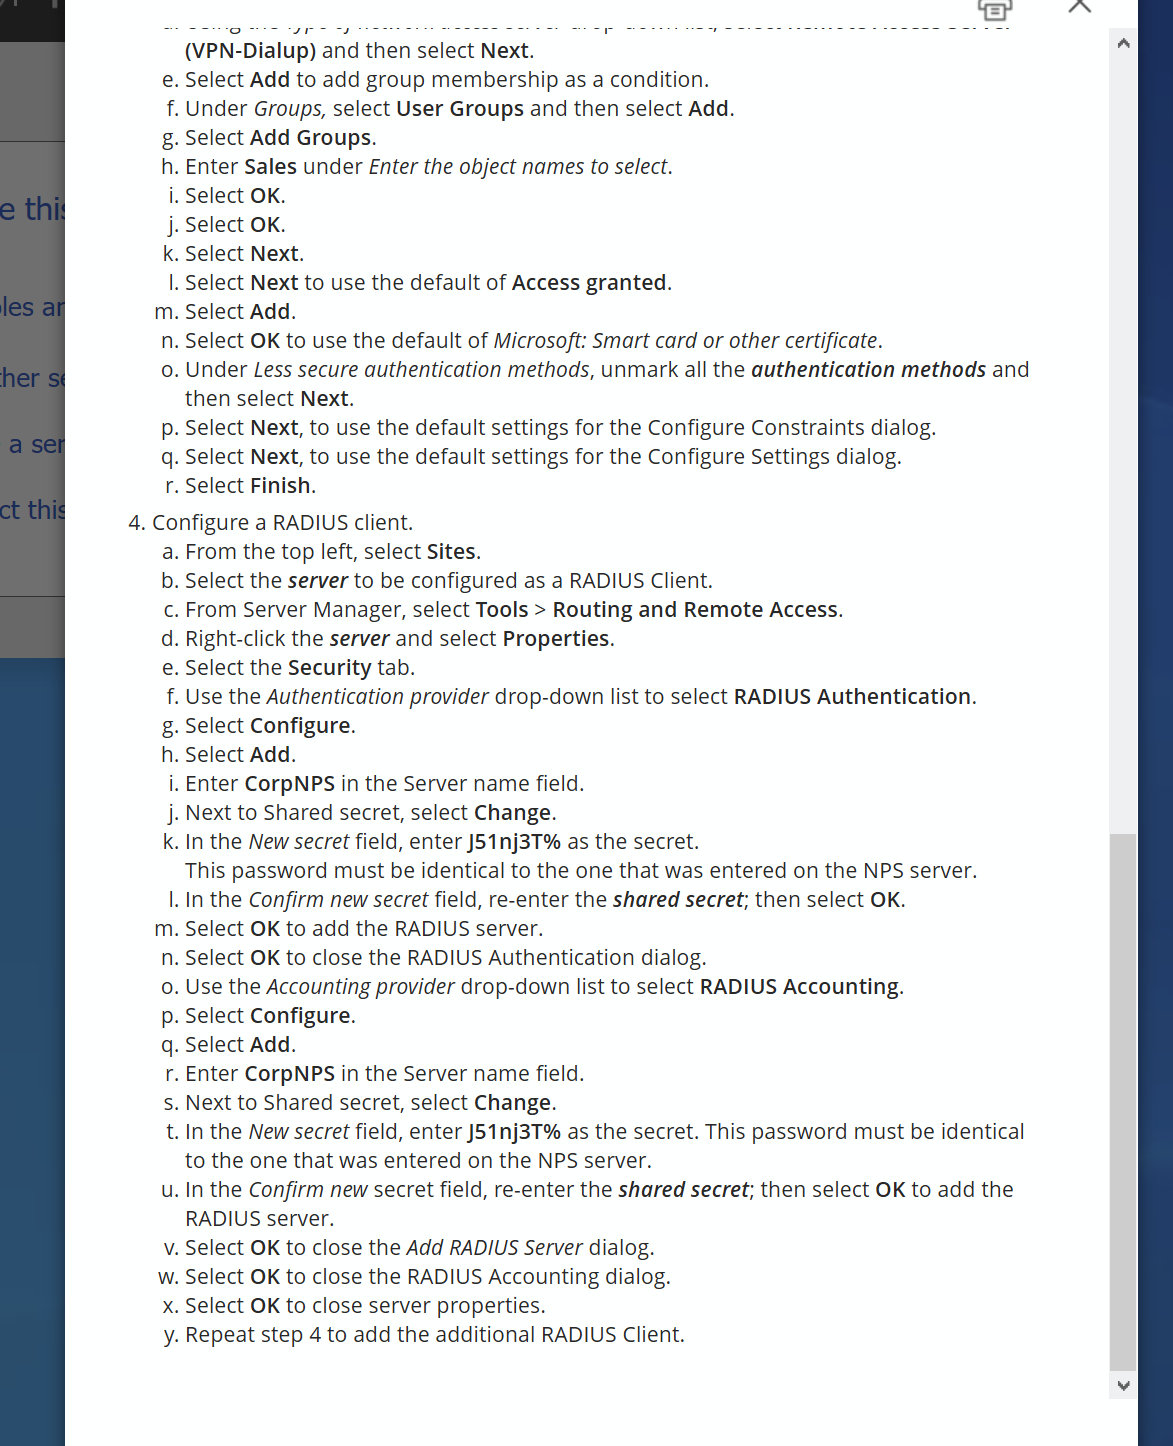 (VPN-Dialup) and then select Next.
e. Select Add to add group membership as a condition.
f. Under Groups, select User Groups and then select Add.
g. Select Add Groups.
h. Enter Sales under Enter the object names to select.
i. Select OK.
e this
j. Select OK.
k. Select Next.
l. Select Next to use the default of Access granted.
les ar
m. Select Add.
n. Select OK to use the default of Microsoft: Smart card or other certificate.
o. Under Less secure authentication methods, unmark all the authentication methods and
her se
then select Next.
p. Select Next, to use the default settings for the Configure Constraints dialog.
a ser
q. Select Next, to use the default settings for the Configure Settings dialog.
r. Select Finish.
ct this
4. Configure a RADIUS client.
a. From the top left, select Sites.
b. Select the server to be configured as a RADIUS Client.
c. From Server Manager, select Tools > Routing and Remote Access.
d. Right-click the server and select Properties.
e. Select the Security tab.
f. Use the Authentication provider drop-down list to select RADIUS Authentication.
g. Select Configure.
h. Select Add.
i. Enter CorpNPS in the Server name field.
j. Next to Shared secret, select Change.
k. In the New secret field, enter J51nj3T% as the secret.
This password must be identical to the one that was entered on the NPS server.
l. In the Confirm new secret field, re-enter the shared secret; then select OK.
m. Select OK to add the RADIUS server.
n. Select OK to close the RADIUS Authentication dialog.
o. Use the Accounting provider drop-down list to select RADIUS Accounting.
p. Select Configure.
q. Select Add.
r. Enter CorpNPS in the Server name field.
s. Next to Shared secret, select Change.
t. In the New secret field, enter J51nj3T% as the secret. This password must be identical
to the one that was entered on the NPS server.
u. In the Confirm new secret field, re-enter the shared secret; then select OK to add the
RADIUS server.
v. Select OK to close the Add RADIUS Server dialog.
w. Select OK to close the RADIUS Accounting dialog.
x. Select OK to close server properties.
y. Repeat step 4 to add the additional RADIUS Client.